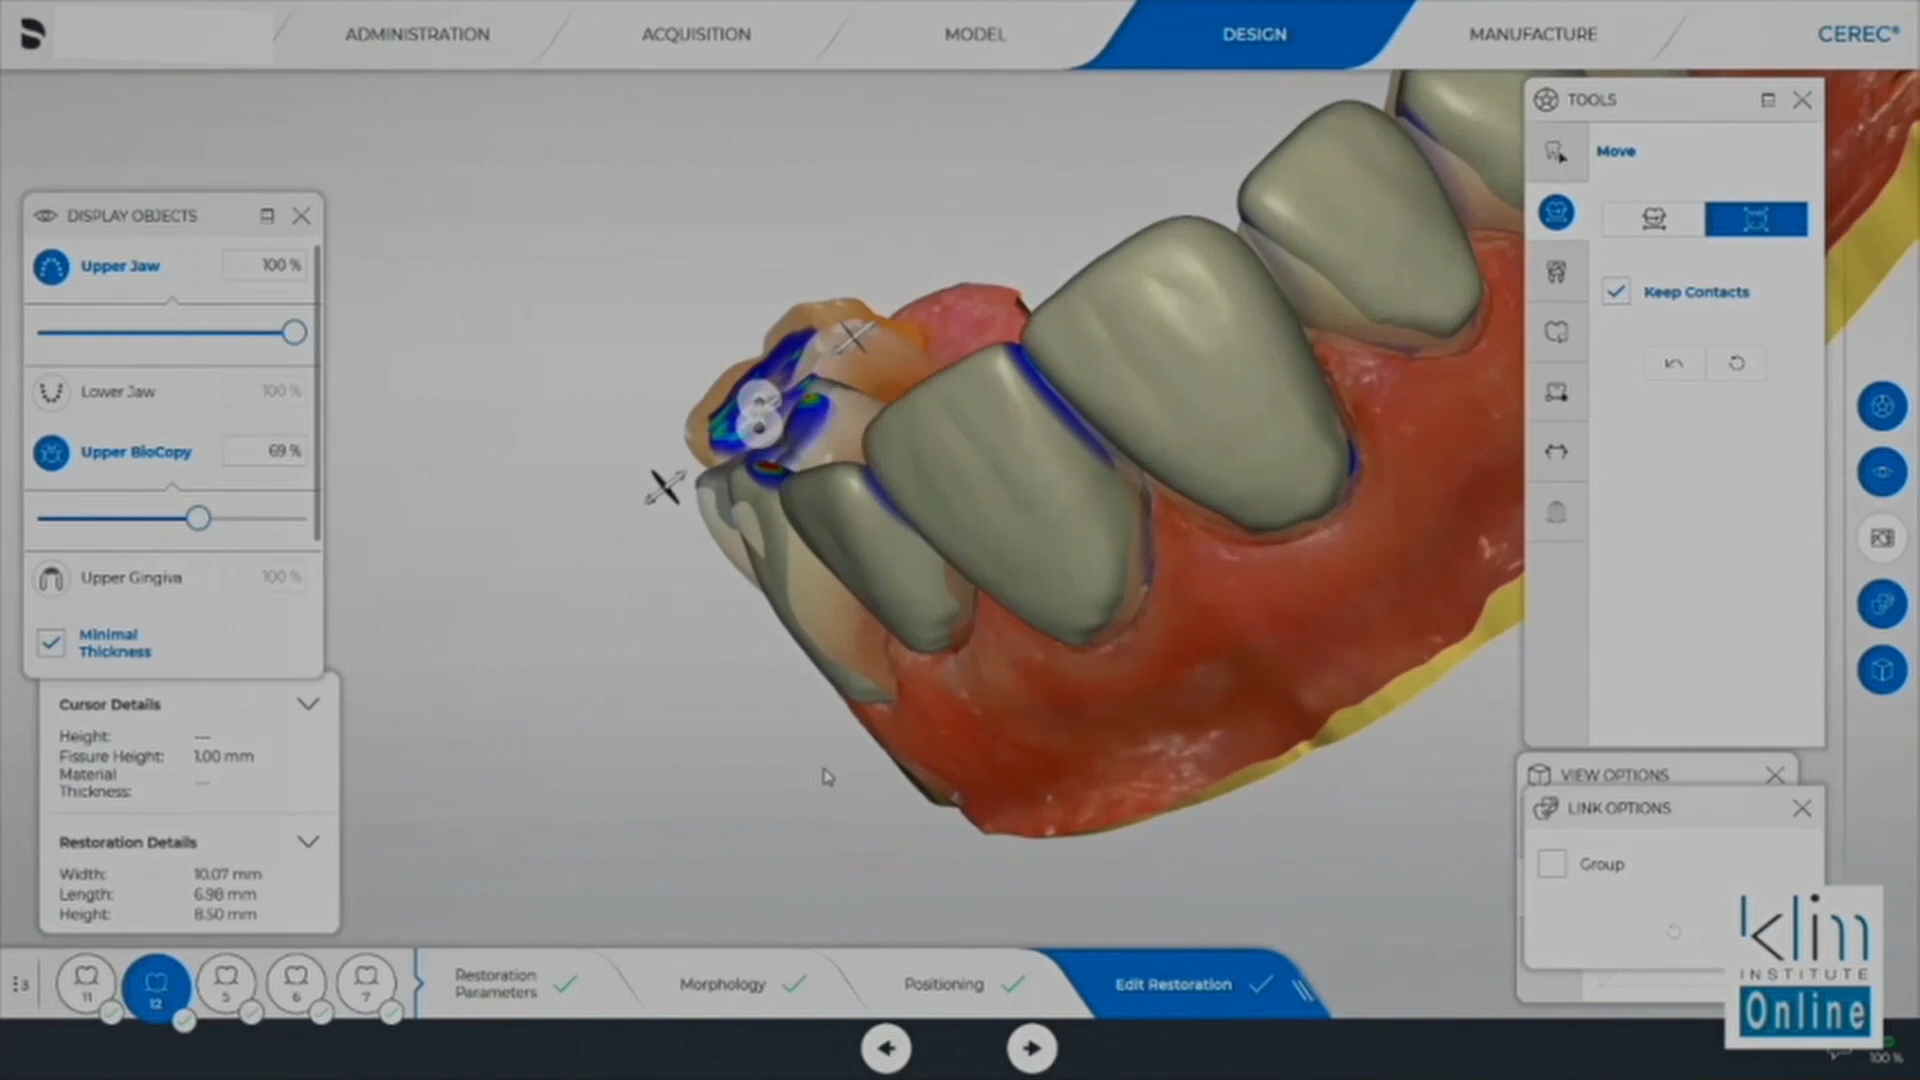 ADMINISTRATION
ACQUISITION
MODEL
DESIGN
MANUFACTURE
CEREC®
DISPLAY OBJECTS
Upper Jaw
100 %
Lower Jaw
100 %
Upper BioCopy
69 %
Upper Gingiva
100 %
Minimal
Thickness
Cursor Details
Height: ---
Fissure Height: 1.00 mm
Material
Thickness: ---
Restoration Details
Width: 10.07 mm
Length: 6.98 mm
Height: 8.50 mm
TOOLS
Move
Keep Contacts
VIEW OPTIONS
LINK OPTIONS
Group
3
11
12
5
6
7
Restoration
Parameters
Morphology
Positioning
Edit Restoration
klim
INSTITUTE
Online
100 %